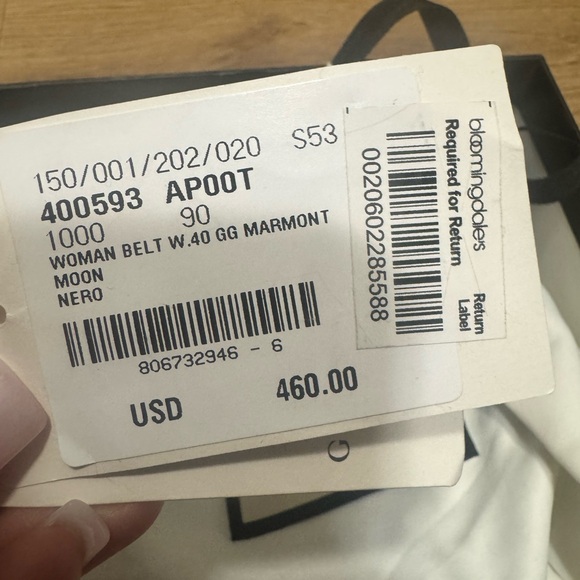 150/001/202/020 S53
400593 AP00T
1000 90
WOMAN BELT W.40 GG MARMONT
MOON
NERO
806732946 - 6
USD 460.00
bloomingdale's
Required for Return
Return
Label
0020602285588
G